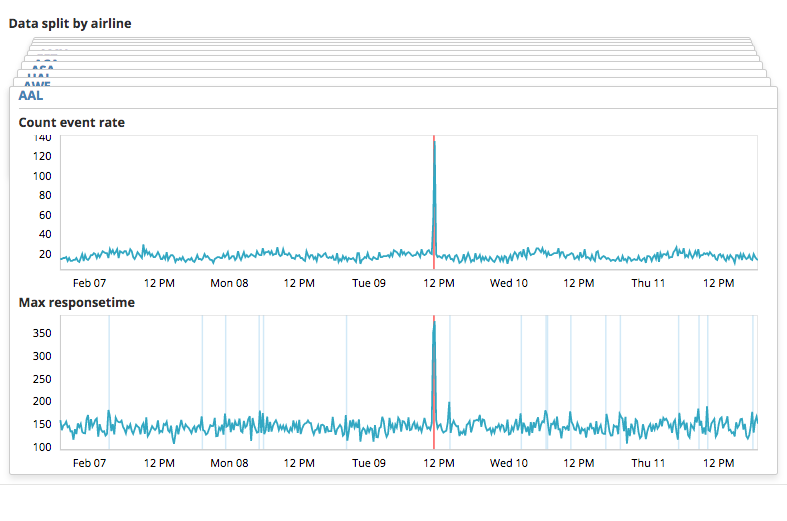 Data split by airline
AAL
Count event rate
140
120
100
80
60
40
20
Feb 07 12 PM Mon 08 12 PM Tue 09 12 PM Wed 10 12 PM Thu 11 12 PM
Max responsetime
350
300
250
200
150
100
Feb 07 12 PM Mon 08 12 PM Tue 09 12 PM Wed 10 12 PM Thu 11 12 PM